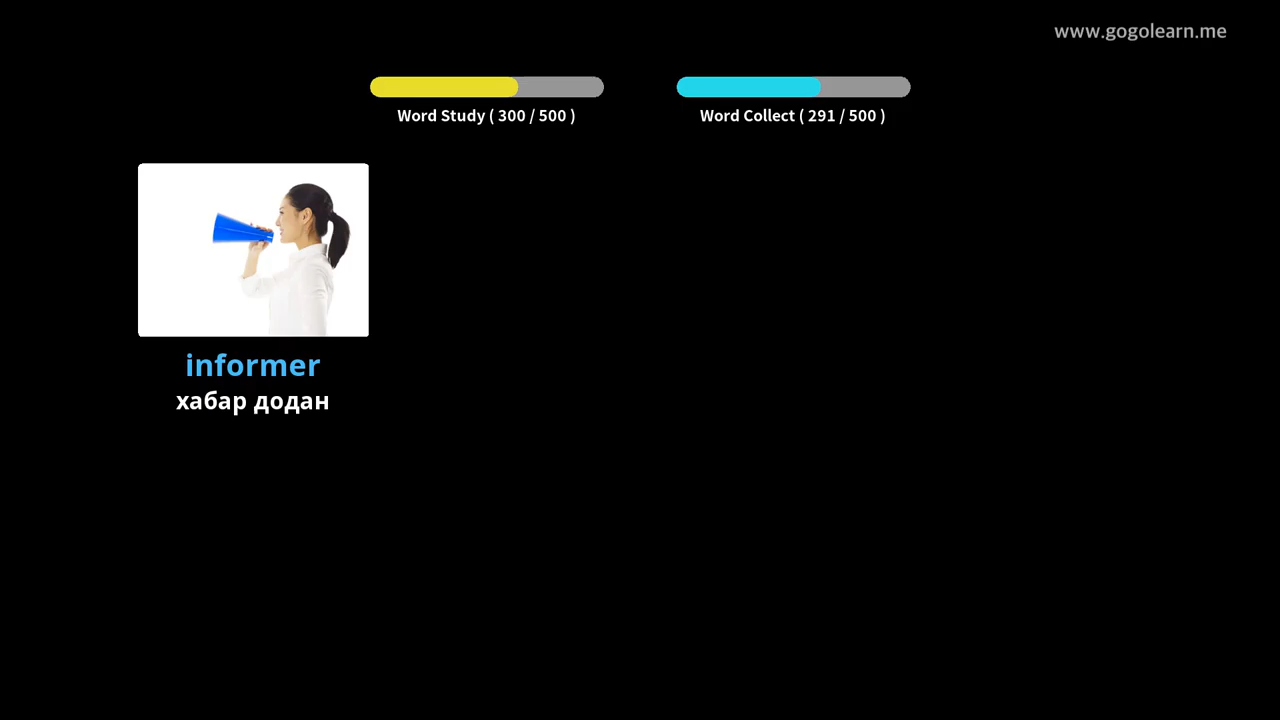 www.gogolearn.me
Word Study ( 300 / 500 )
Word Collect ( 291 / 500 )
informer
хабар додан